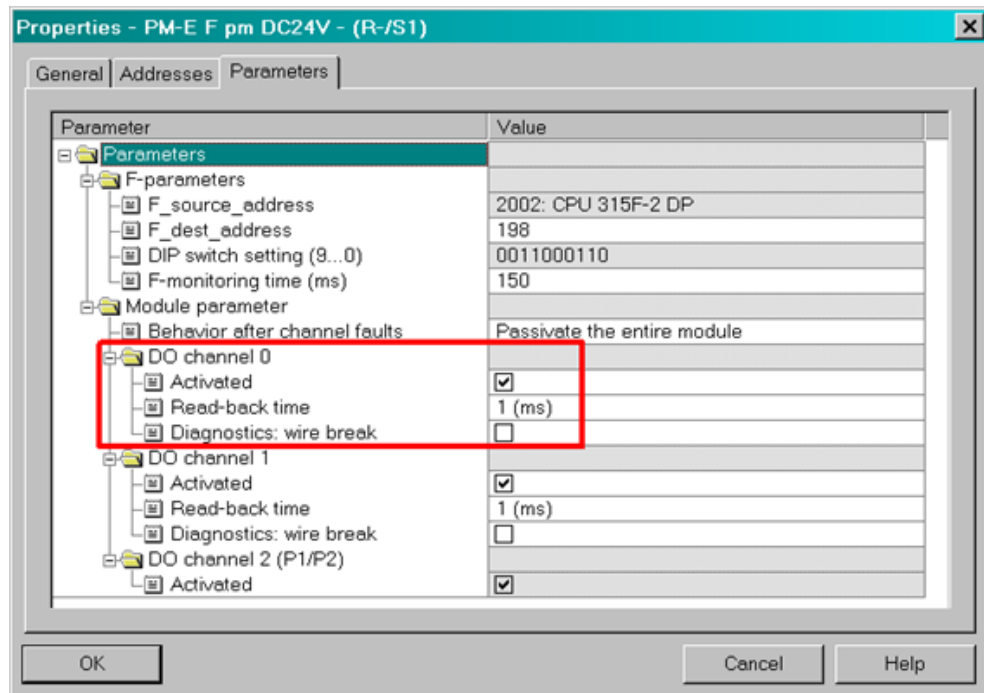 Properties - PM-E F pm DC24V - (R-/S1)
General Addresses Parameters
Parameter Value
Parameters
F-parameters
F_source_address 2002: CPU 315F-2 DP
F_dest_address 198
DIP switch setting (9...0) 0011000110
F-monitoring time (ms) 150
Module parameter
Behavior after channel faults Passivate the entire module
DO channel 0
Activated
Read-back time 1 (ms)
Diagnostics: wire break
DO channel 1
Activated
Read-back time 1 (ms)
Diagnostics: wire break
DO channel 2 (P1/P2)
Activated
OK Cancel Help